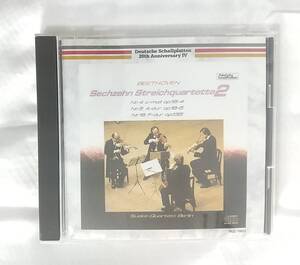 Deutsche Schallplatten
25th Anniversary IV
BEETHOVEN
Sechzehn Streichquartette 2
Nr.4 c-moll op.18-4
Nr.5 A-dur op.18-5
Nr.16 F-dur op.135
Suske-Quartett Berlin